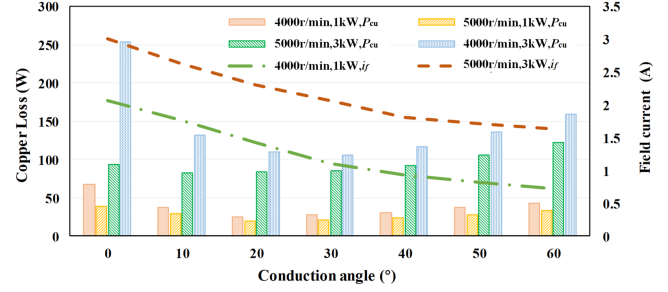 4000r/min,1kW,Pcu
5000r/min,1kW,Pcu
5000r/min,3kW,Pcu
4000r/min,3kW,Pcu
4000r/min,1kW,if
5000r/min,3kW,if
Copper Loss (W)
300
250
200
150
100
50
0
Field current (A)
3.5
3
2.5
2
1.5
1
0.5
0
0 10 20 30 40 50 60
Conduction angle (°)